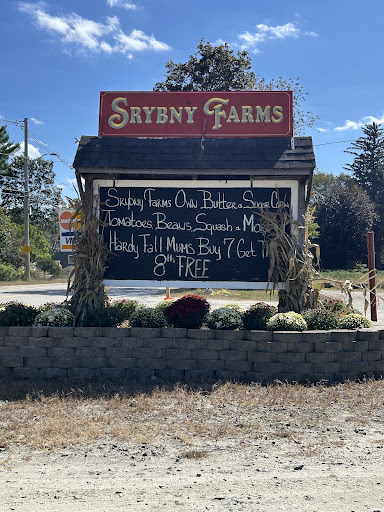 Srybny Farms
Srybny Farms Own Butter & Sugar Corn
Tomatoes, Beans, Squash & Mo
Hardy Fall Mums Buy 7 Get The
8th FREE